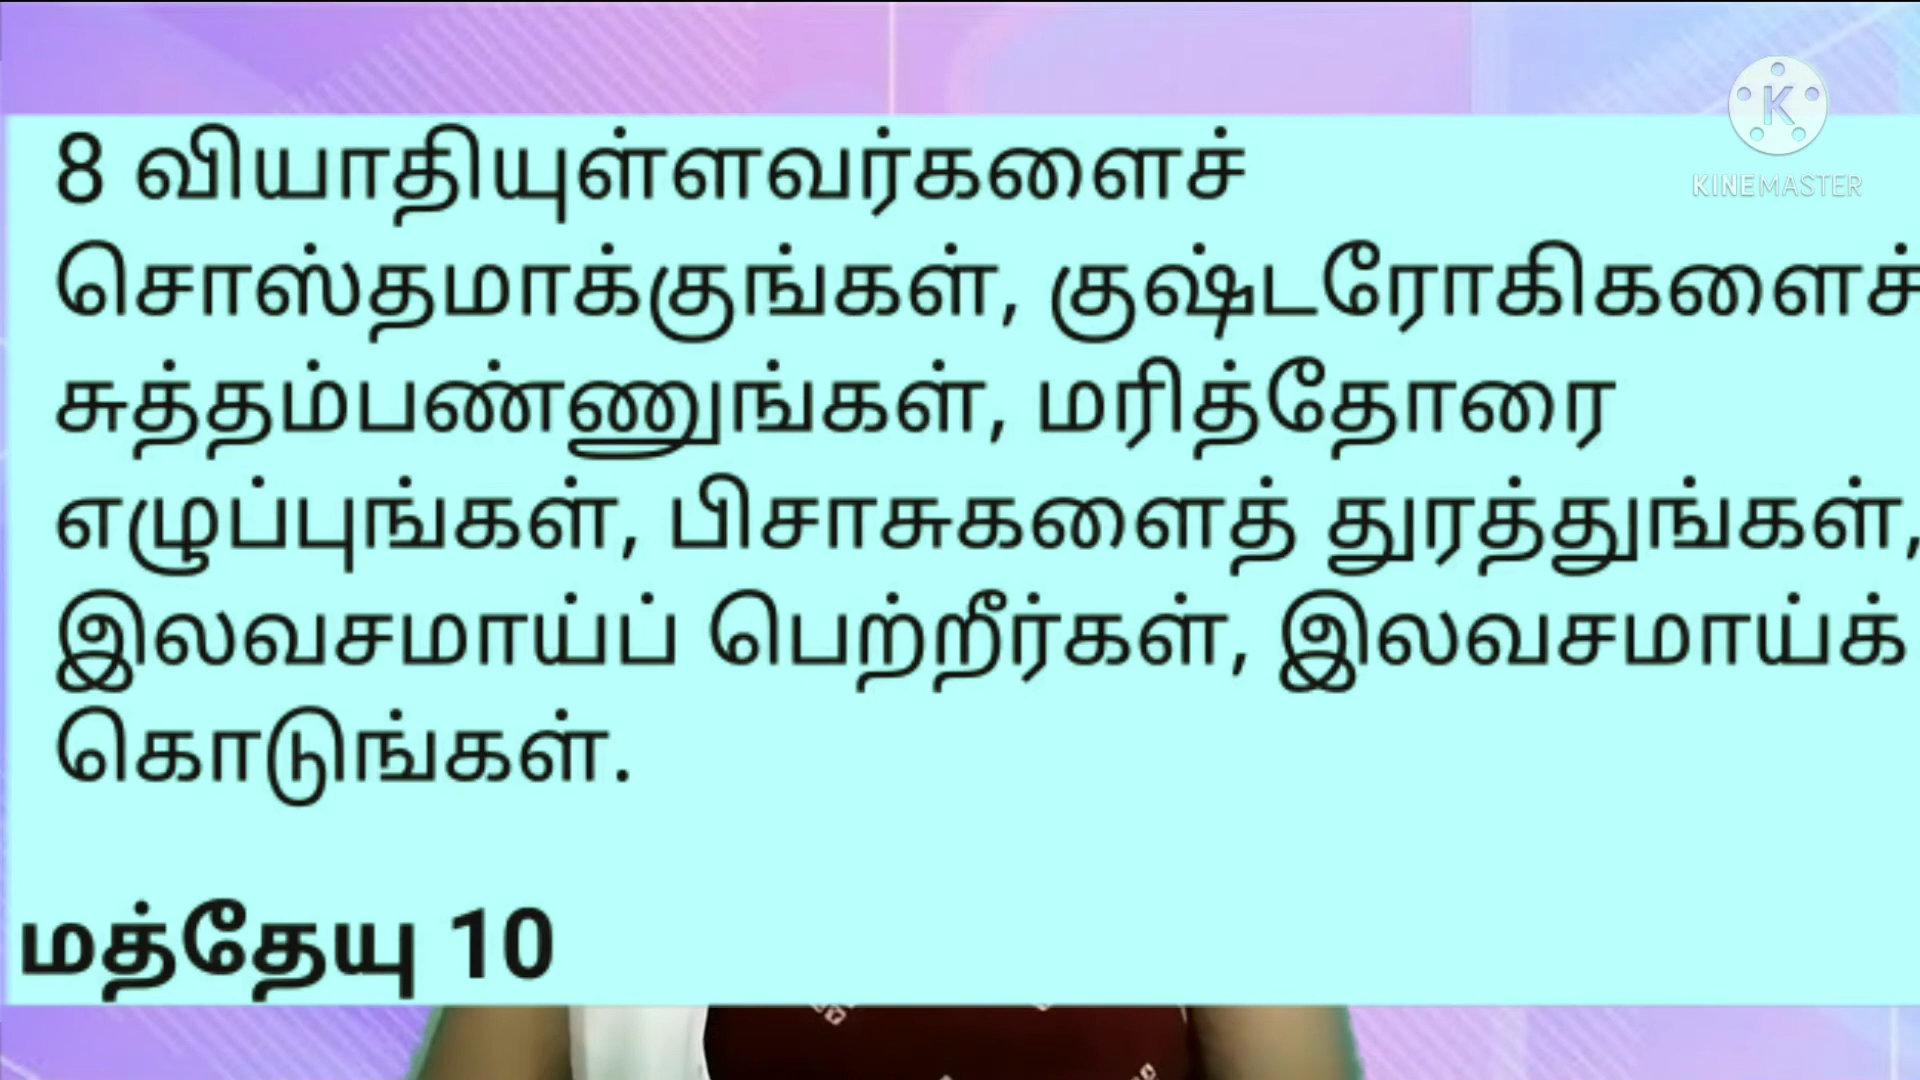 8 வியாதியுள்ளவர்களைச்
சொஸ்தமாக்குங்கள், குஷ்டரோகிகளைச்
சுத்தம்பண்ணுங்கள், மரித்தோரை
எழுப்புங்கள், பிசாசுகளைத் துரத்துங்கள்,
இலவசமாய்ப் பெற்றீர்கள், இலவசமாய்க்
கொடுங்கள்.
மத்தேயு 10
K
KINEMASTER